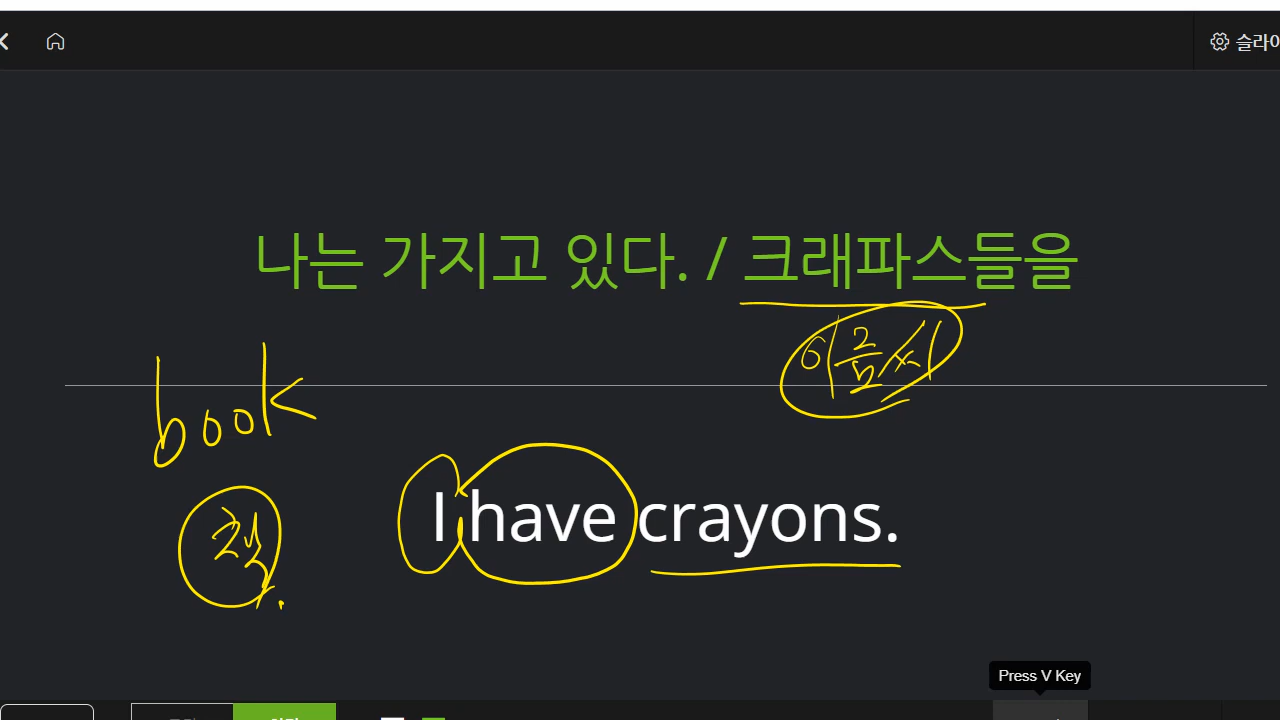 슬라이
나는 가지고 있다. / 크래파스들을
이름씨
book
I have crayons.
책.
Press V Key